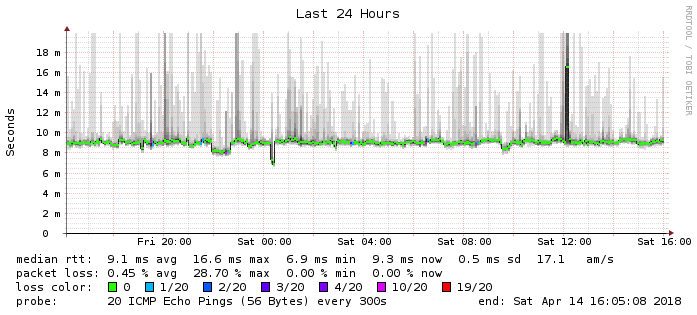 Last 24 Hours
RRDTOOL / TOBI OETIKER
Seconds
18 m
16 m
14 m
12 m
10 m
8 m
6 m
4 m
2 m
0
Fri 20:00 Sat 00:00 Sat 04:00 Sat 08:00 Sat 12:00 Sat 16:00
median rtt: 9.1 ms avg 16.6 ms max 6.9 ms min 9.3 ms now 0.5 ms sd 17.1 am/s
packet loss: 0.45 % avg 28.70 % max 0.00 % min 0.00 % now
loss color: 0 1/20 2/20 3/20 4/20 10/20 19/20
probe: 20 ICMP Echo Pings (56 Bytes) every 300s end: Sat Apr 14 16:05:08 2018